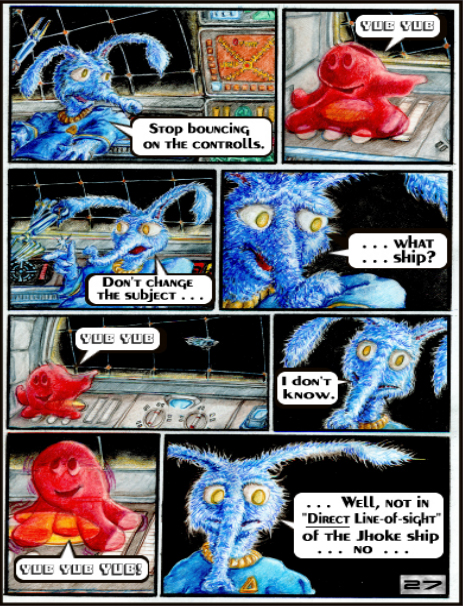 Stop bouncing
on the controlls.
YUB YUB
Don't change
the subject . . .
. . . what
. . . ship?
YUB YUB
I don't
know.
YUB YUB YUB!
. . . Well, not in
"Direct Line-of-sight"
of the Jhoke ship
. . . no . . .
27